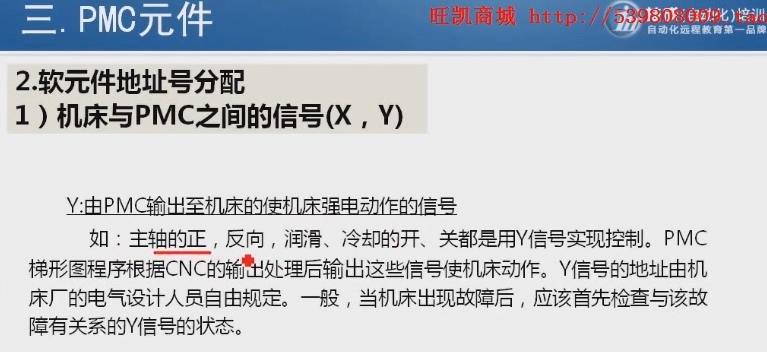 三.PMC元件
旺凯商城 http://539808009.tao
自动化远程教育第一品牌
2.软元件地址号分配
1）机床与PMC之间的信号(X，Y)
Y:由PMC输出至机床的使机床强电动作的信号
如：主轴的正，反向，润滑、冷却的开、关都是用Y信号实现控制。PMC
梯形图程序根据CNC的输出处理后输出这些信号使机床动作。Y信号的地址由机
床厂的电气设计人员自由规定。一般，当机床出现故障后，应该首先检查与该故
障有关系的Y信号的状态。